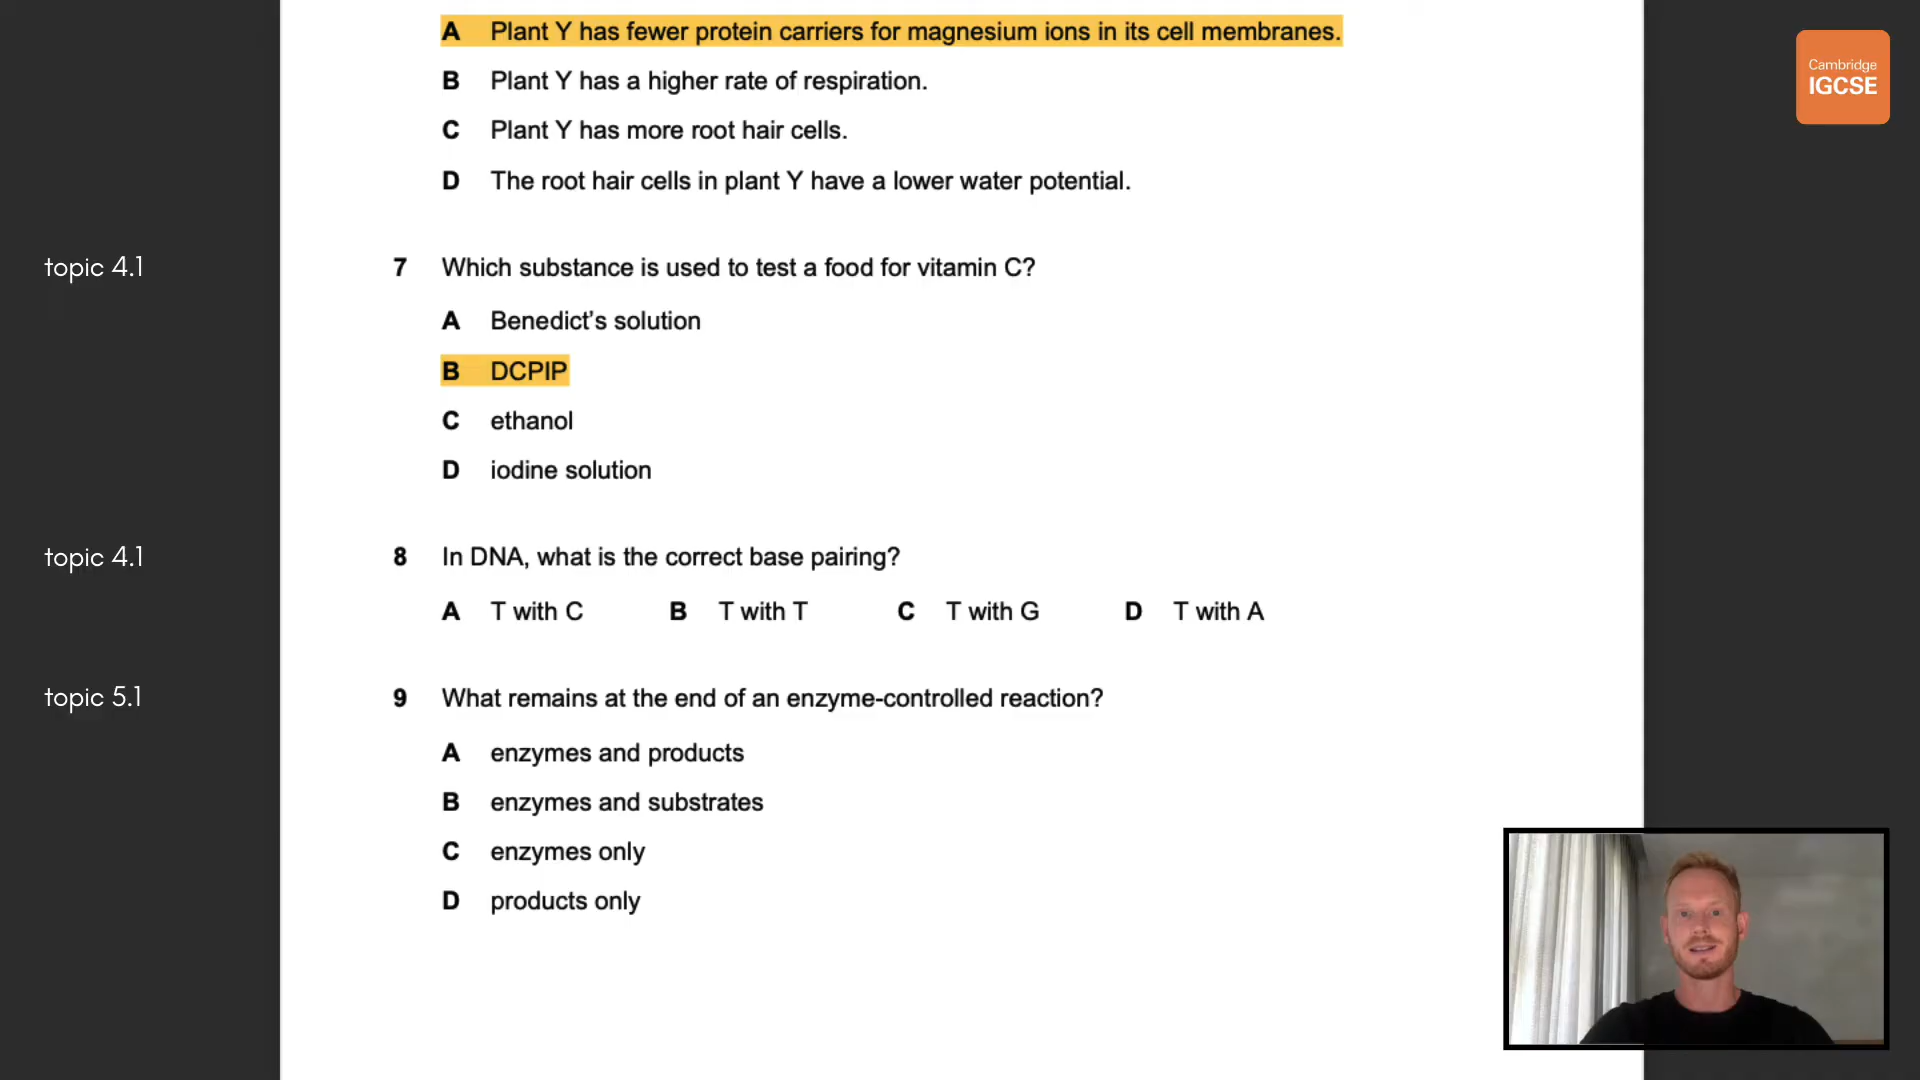 A Plant Y has fewer protein carriers for magnesium ions in its cell membranes.
Cambridge
IGCSE
B Plant Y has a higher rate of respiration.
C Plant Y has more root hair cells.
D The root hair cells in plant Y have a lower water potential.
topic 4.1
7 Which substance is used to test a food for vitamin C?
A Benedict's solution
B DCPIP
C ethanol
D iodine solution
topic 4.1
8 In DNA, what is the correct base pairing?
A T with C B T with T C T with G D T with A
topic 5.1
9 What remains at the end of an enzyme-controlled reaction?
A enzymes and products
B enzymes and substrates
C enzymes only
D products only